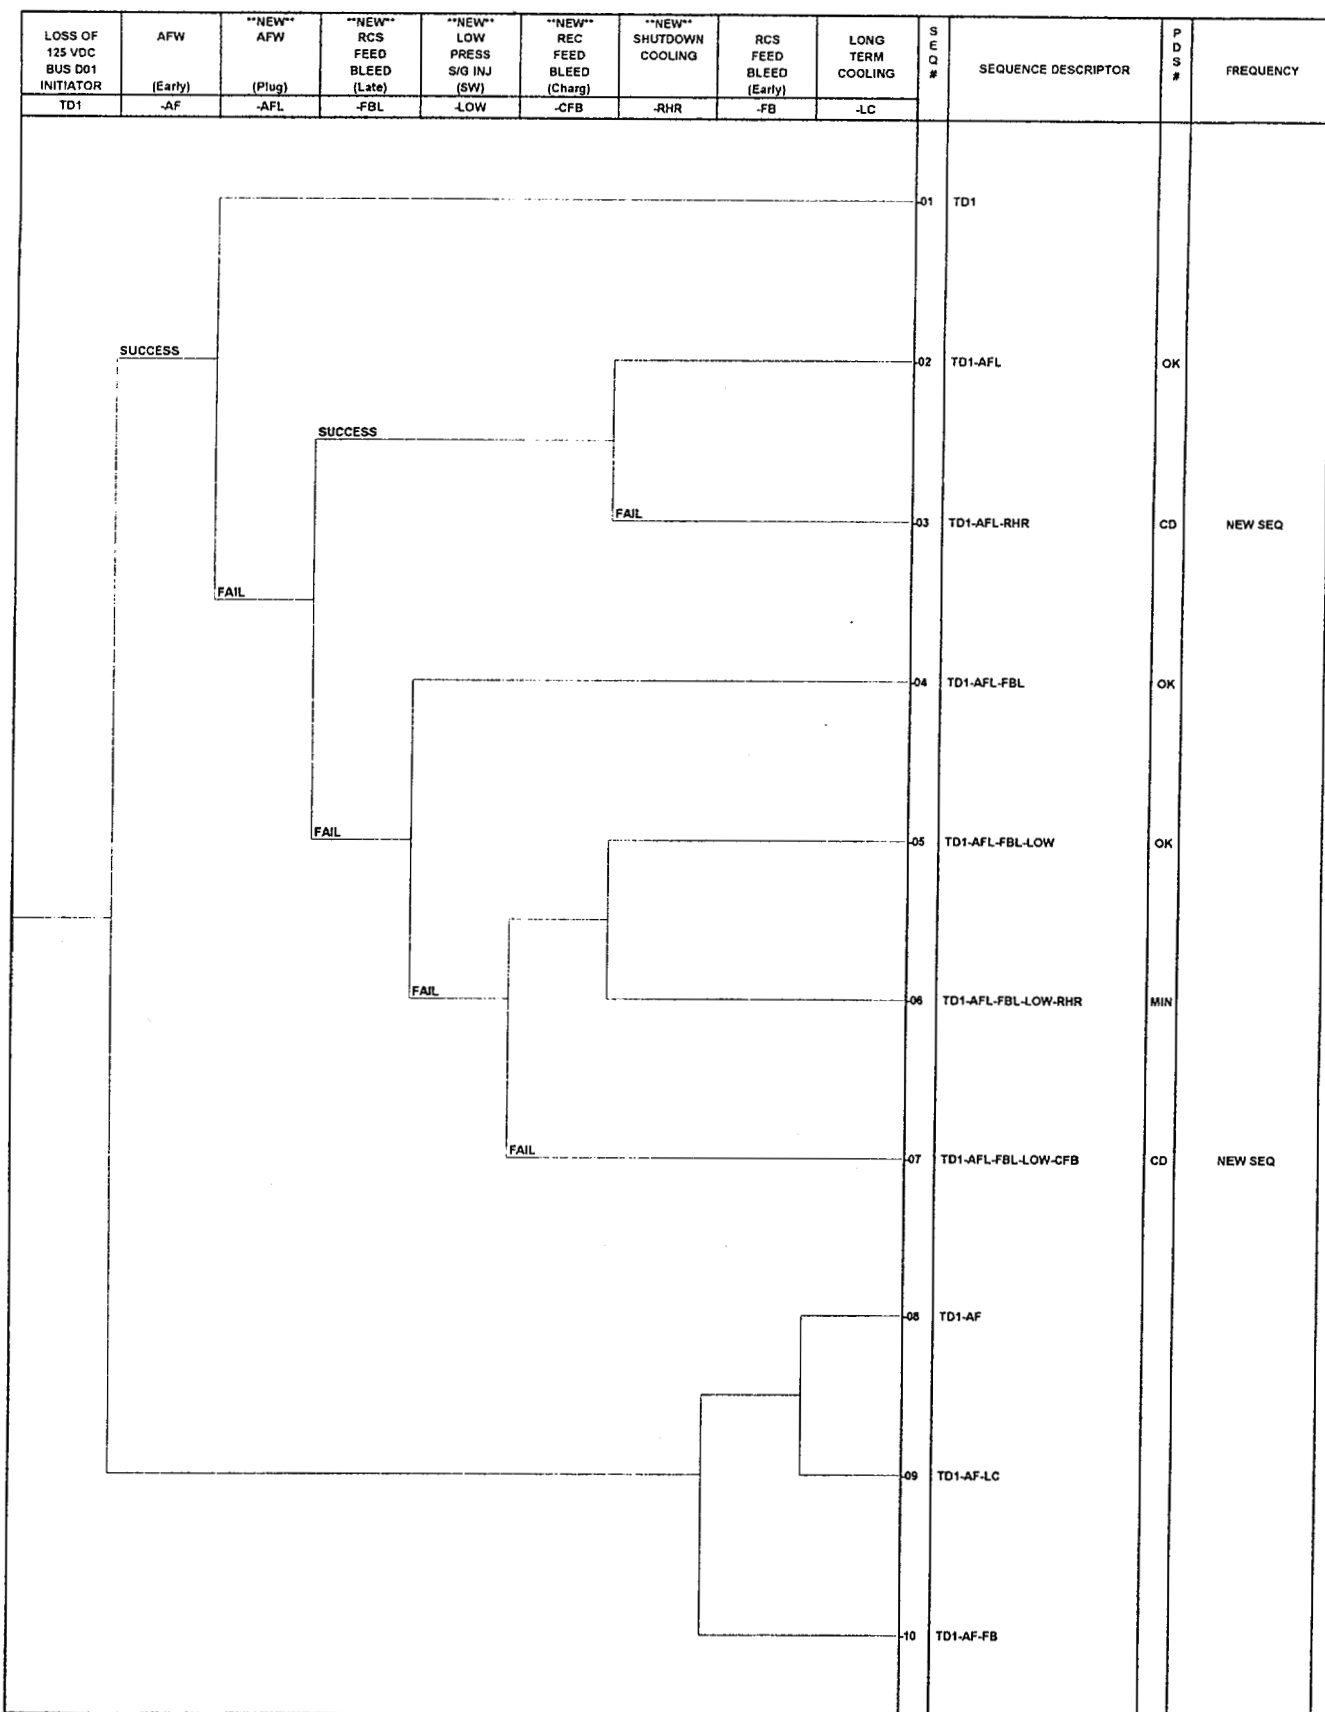 LOSS OF
125 VDC
BUS D01
INITIATOR
TD1
AFW
(Early)
-AF
**NEW**
AFW
(Plug)
-AFL
**NEW**
RCS
FEED
BLEED
(Late)
-FBL
**NEW**
LOW
PRESS
S/G INJ
(SW)
-LOW
**NEW**
REC
FEED
BLEED
(Charg)
-CFB
**NEW**
SHUTDOWN
COOLING
-RHR
RCS
FEED
BLEED
(Early)
-FB
LONG
TERM
COOLING
-LC
S
E
Q
#
SEQUENCE DESCRIPTOR
P
D
S
#
FREQUENCY
01 TD1
SUCCESS
02 TD1-AFL OK
SUCCESS
FAIL
03 TD1-AFL-RHR CD NEW SEQ
FAIL
04 TD1-AFL-FBL OK
FAIL
05 TD1-AFL-FBL-LOW OK
FAIL
06 TD1-AFL-FBL-LOW-RHR MIN
FAIL
07 TD1-AFL-FBL-LOW-CFB CD NEW SEQ
08 TD1-AF
09 TD1-AF-LC
10 TD1-AF-FB